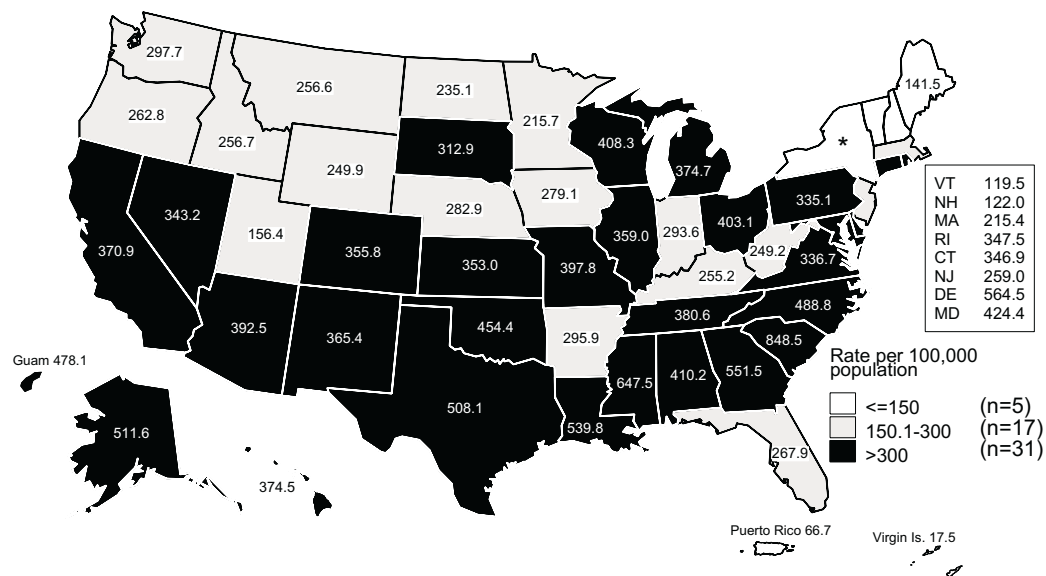 141.5
297.7
256.6
235.1
262.8
215.7
256.7
312.9
408.3
*
249.9
374.7
279.1
282.9
335.1
343.2
156.4
359.0
293.6
403.1
370.9
355.8
353.0
397.8
249.2
336.7
255.2
392.5
365.4
454.4
295.9
380.6
488.8
848.5
647.5
410.2
551.5
508.1
539.8
267.9
VT 119.5
NH 122.0
MA 215.4
RI 347.5
CT 346.9
NJ 259.0
DE 564.5
MD 424.4
Guam 478.1
511.6
374.5
Rate per 100,000
population
<=150 (n=5)
150.1-300 (n=17)
>300 (n=31)
Puerto Rico 66.7
Virgin Is. 17.5